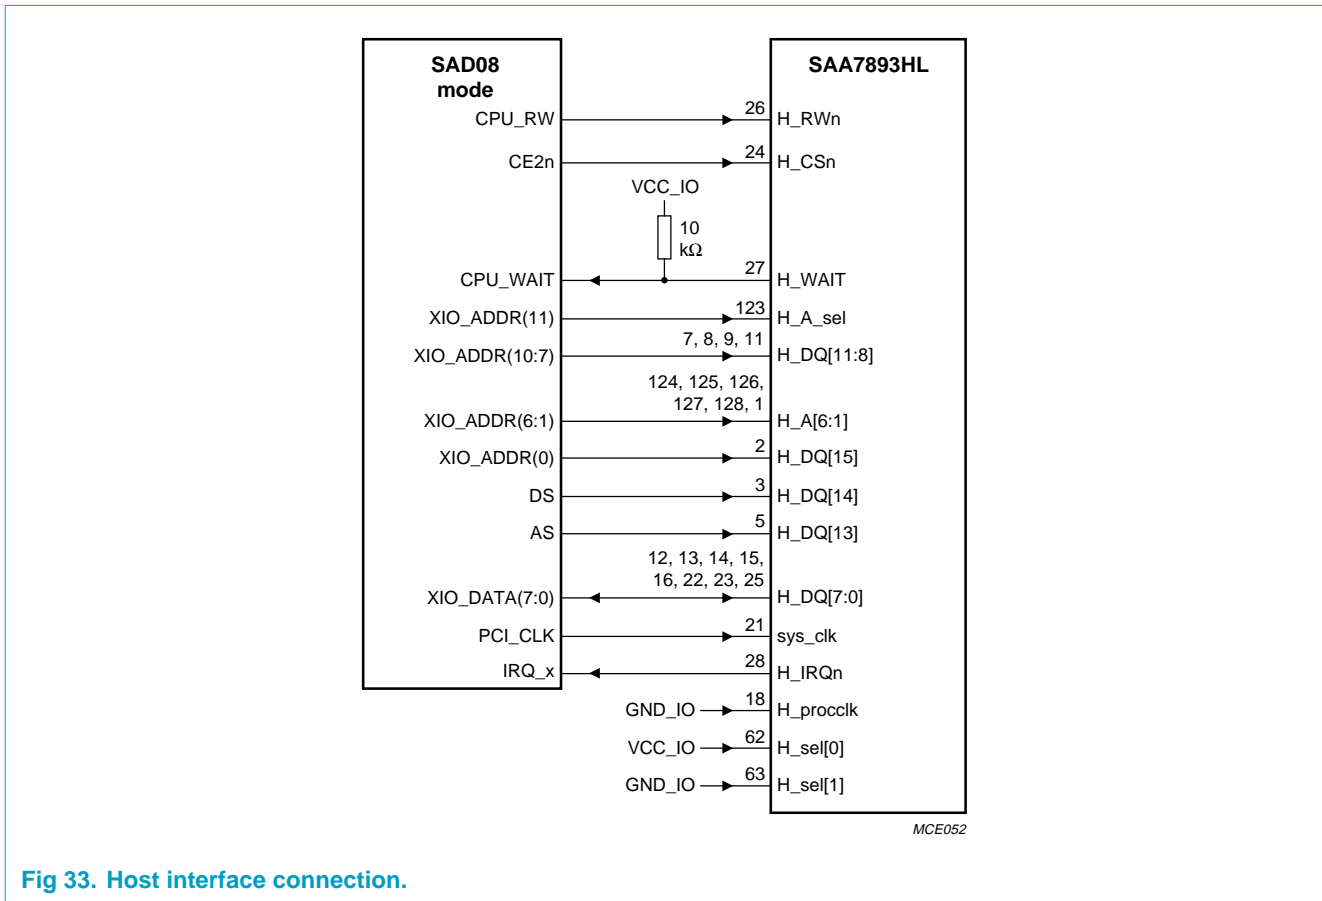 SAD08
mode
SAA7893HL
CPU_RW
26
H_RWn
CE2n
24
H_CSn
VCC_IO
10
kΩ
CPU_WAIT
27
H_WAIT
XIO_ADDR(11)
123
H_A_sel
XIO_ADDR(10:7)
7, 8, 9, 11
H_DQ[11:8]
124, 125, 126,
127, 128, 1
XIO_ADDR(6:1)
H_A[6:1]
XIO_ADDR(0)
2
H_DQ[15]
DS
3
H_DQ[14]
AS
5
H_DQ[13]
12, 13, 14, 15,
16, 22, 23, 25
XIO_DATA(7:0)
H_DQ[7:0]
PCI_CLK
21
sys_clk
IRQ_x
28
H_IRQn
GND_IO
18
H_procclk
VCC_IO
62
H_sel[0]
GND_IO
63
H_sel[1]
MCE052
Fig 33. Host interface connection.